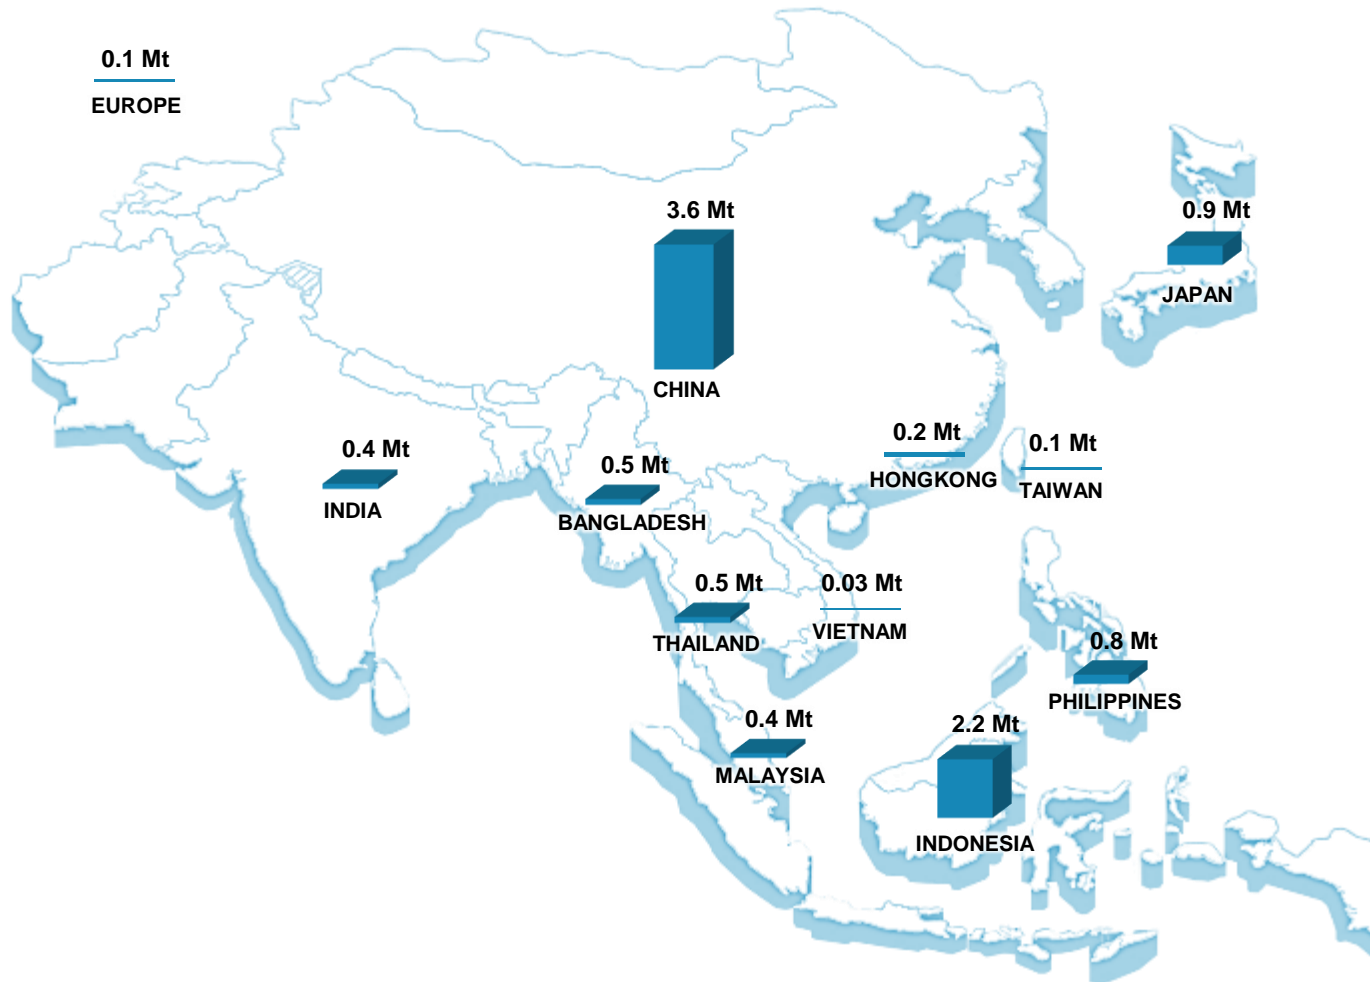 0.1 Mt
EUROPE
3.6 Mt
CHINA
0.9 Mt
JAPAN
0.4 Mt
INDIA
0.5 Mt
BANGLADESH
0.2 Mt
HONGKONG
0.1 Mt
TAIWAN
0.5 Mt
THAILAND
0.03 Mt
VIETNAM
0.8 Mt
PHILIPPINES
0.4 Mt
MALAYSIA
2.2 Mt
INDONESIA